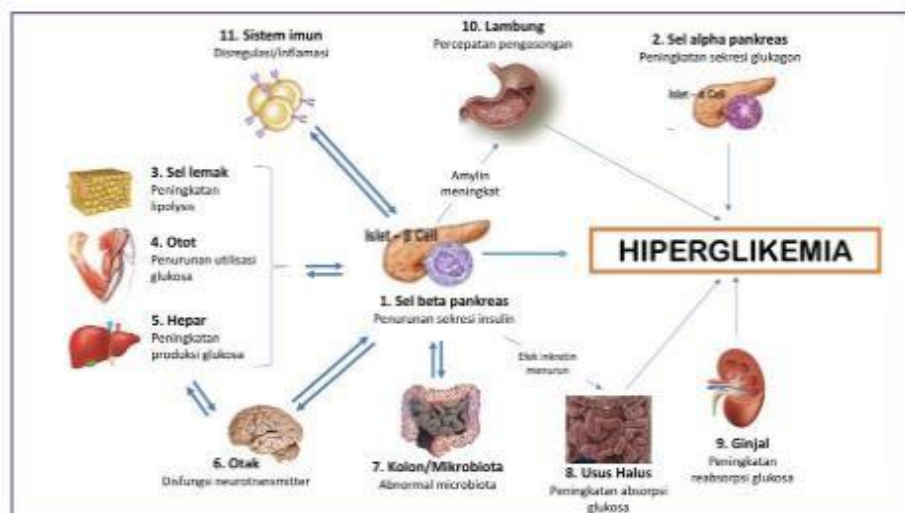 11. Sistem imun
Disregulasi/Inflamasi
10. Lambung
Percepatan pengosongan
2. Sel alpha pankreas
Peningkatan sekresi glukagon
Islet – α Cell
3. Sel lemak
Peningkatan
lipolysis
4. Otot
Penurunan utilisasi
glukosa
5. Hepar
Peningkatan
produksi glukosa
Amylin
meningkat
Islet – β Cell
1. Sel beta pankreas
Penurunan sekresi insulin
HIPERGLIKEMIA
Efek inkretin
menurun
6. Otak
Disfungsi neurotransmitter
7. Kolon/Mikrobiota
Abnormal microbiota
8. Usus Halus
Peningkatan absorpsi
glukosa
9. Ginjal
Peningkatan
reabsorpsi glukosa